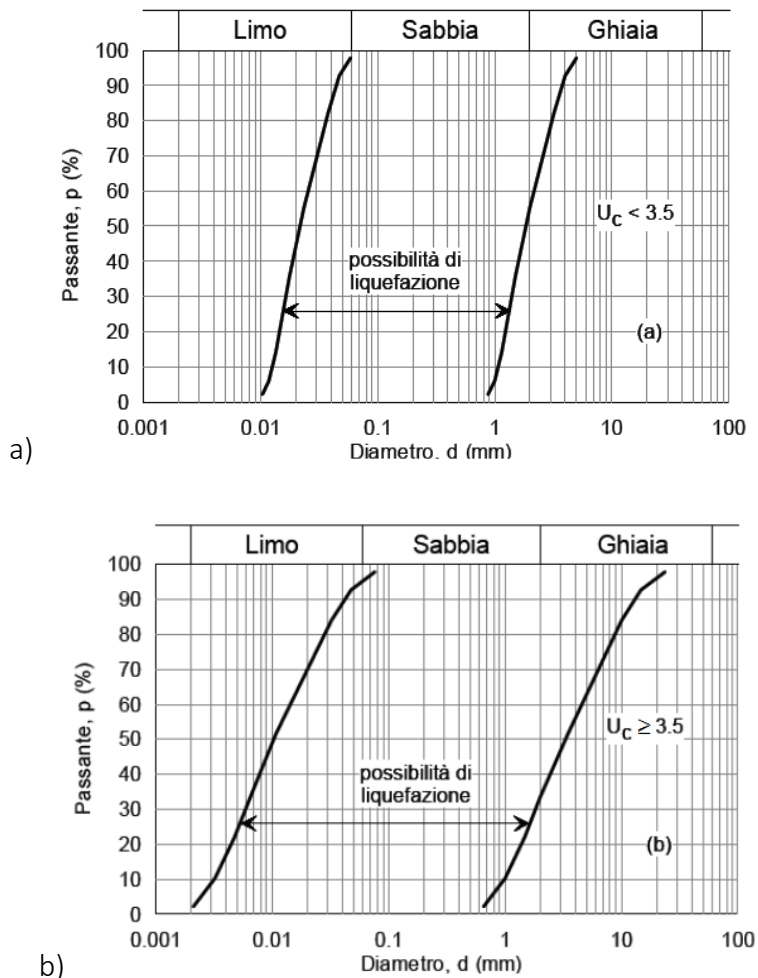 Limo Sabbia Ghiaia
100
90
80
70
60
50
40
30
20
10
0
Passante, p (%)
U_C < 3.5
possibilità di
liquefazione
(a)
0.001 0.01 0.1 1 10 100
Diametro, d (mm)
a)
Limo Sabbia Ghiaia
100
90
80
70
60
50
40
30
20
10
0
Passante, p (%)
U_C ≥ 3.5
possibilità di
liquefazione
(b)
0.001 0.01 0.1 1 10 100
Diametro, d (mm)
b)